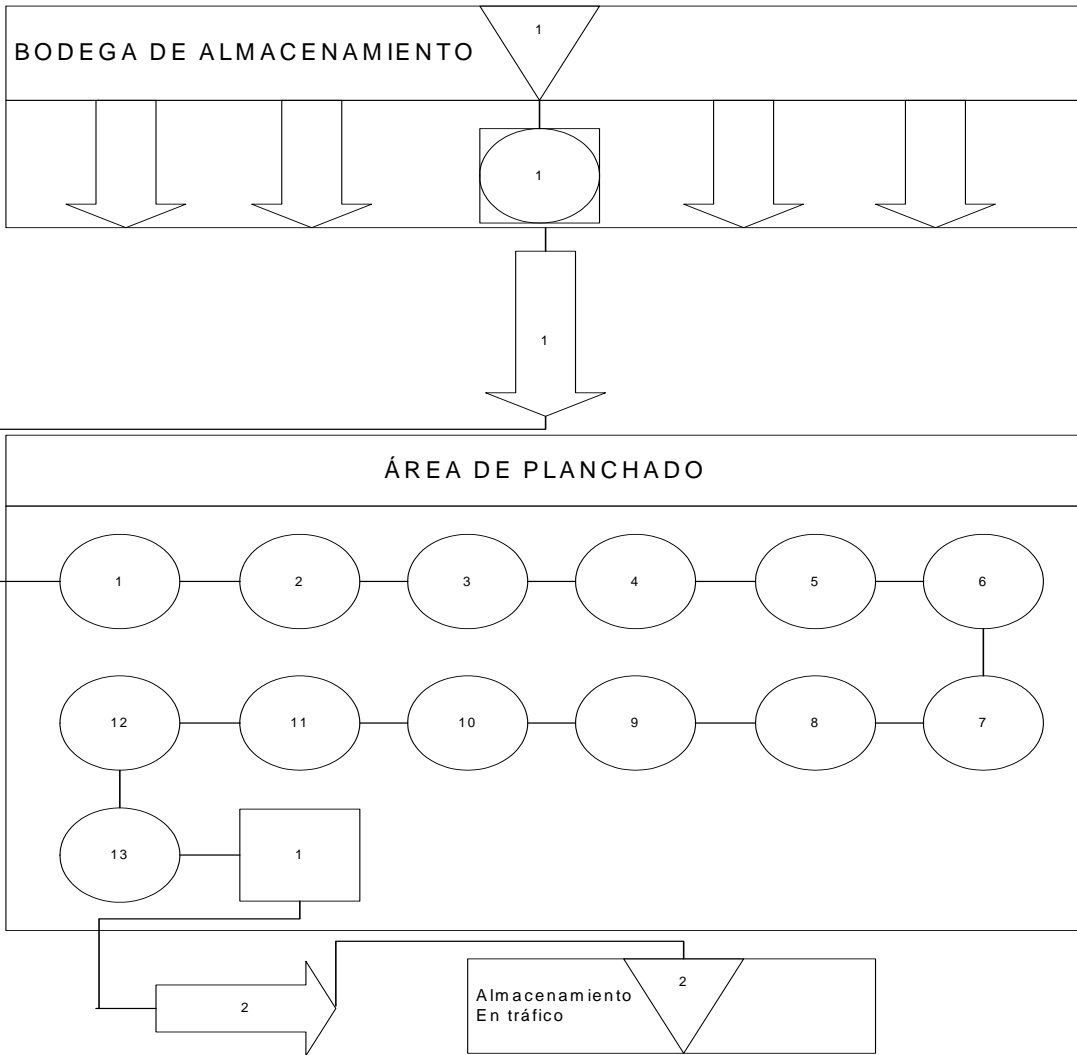 1
BODEGA DE ALMACENAMIENTO
1
1
ÁREA DE PLANCHADO
1 2 3 4 5 6
12 11 10 9 8 7
13 1
2
2
Almacenamiento
En tráfico